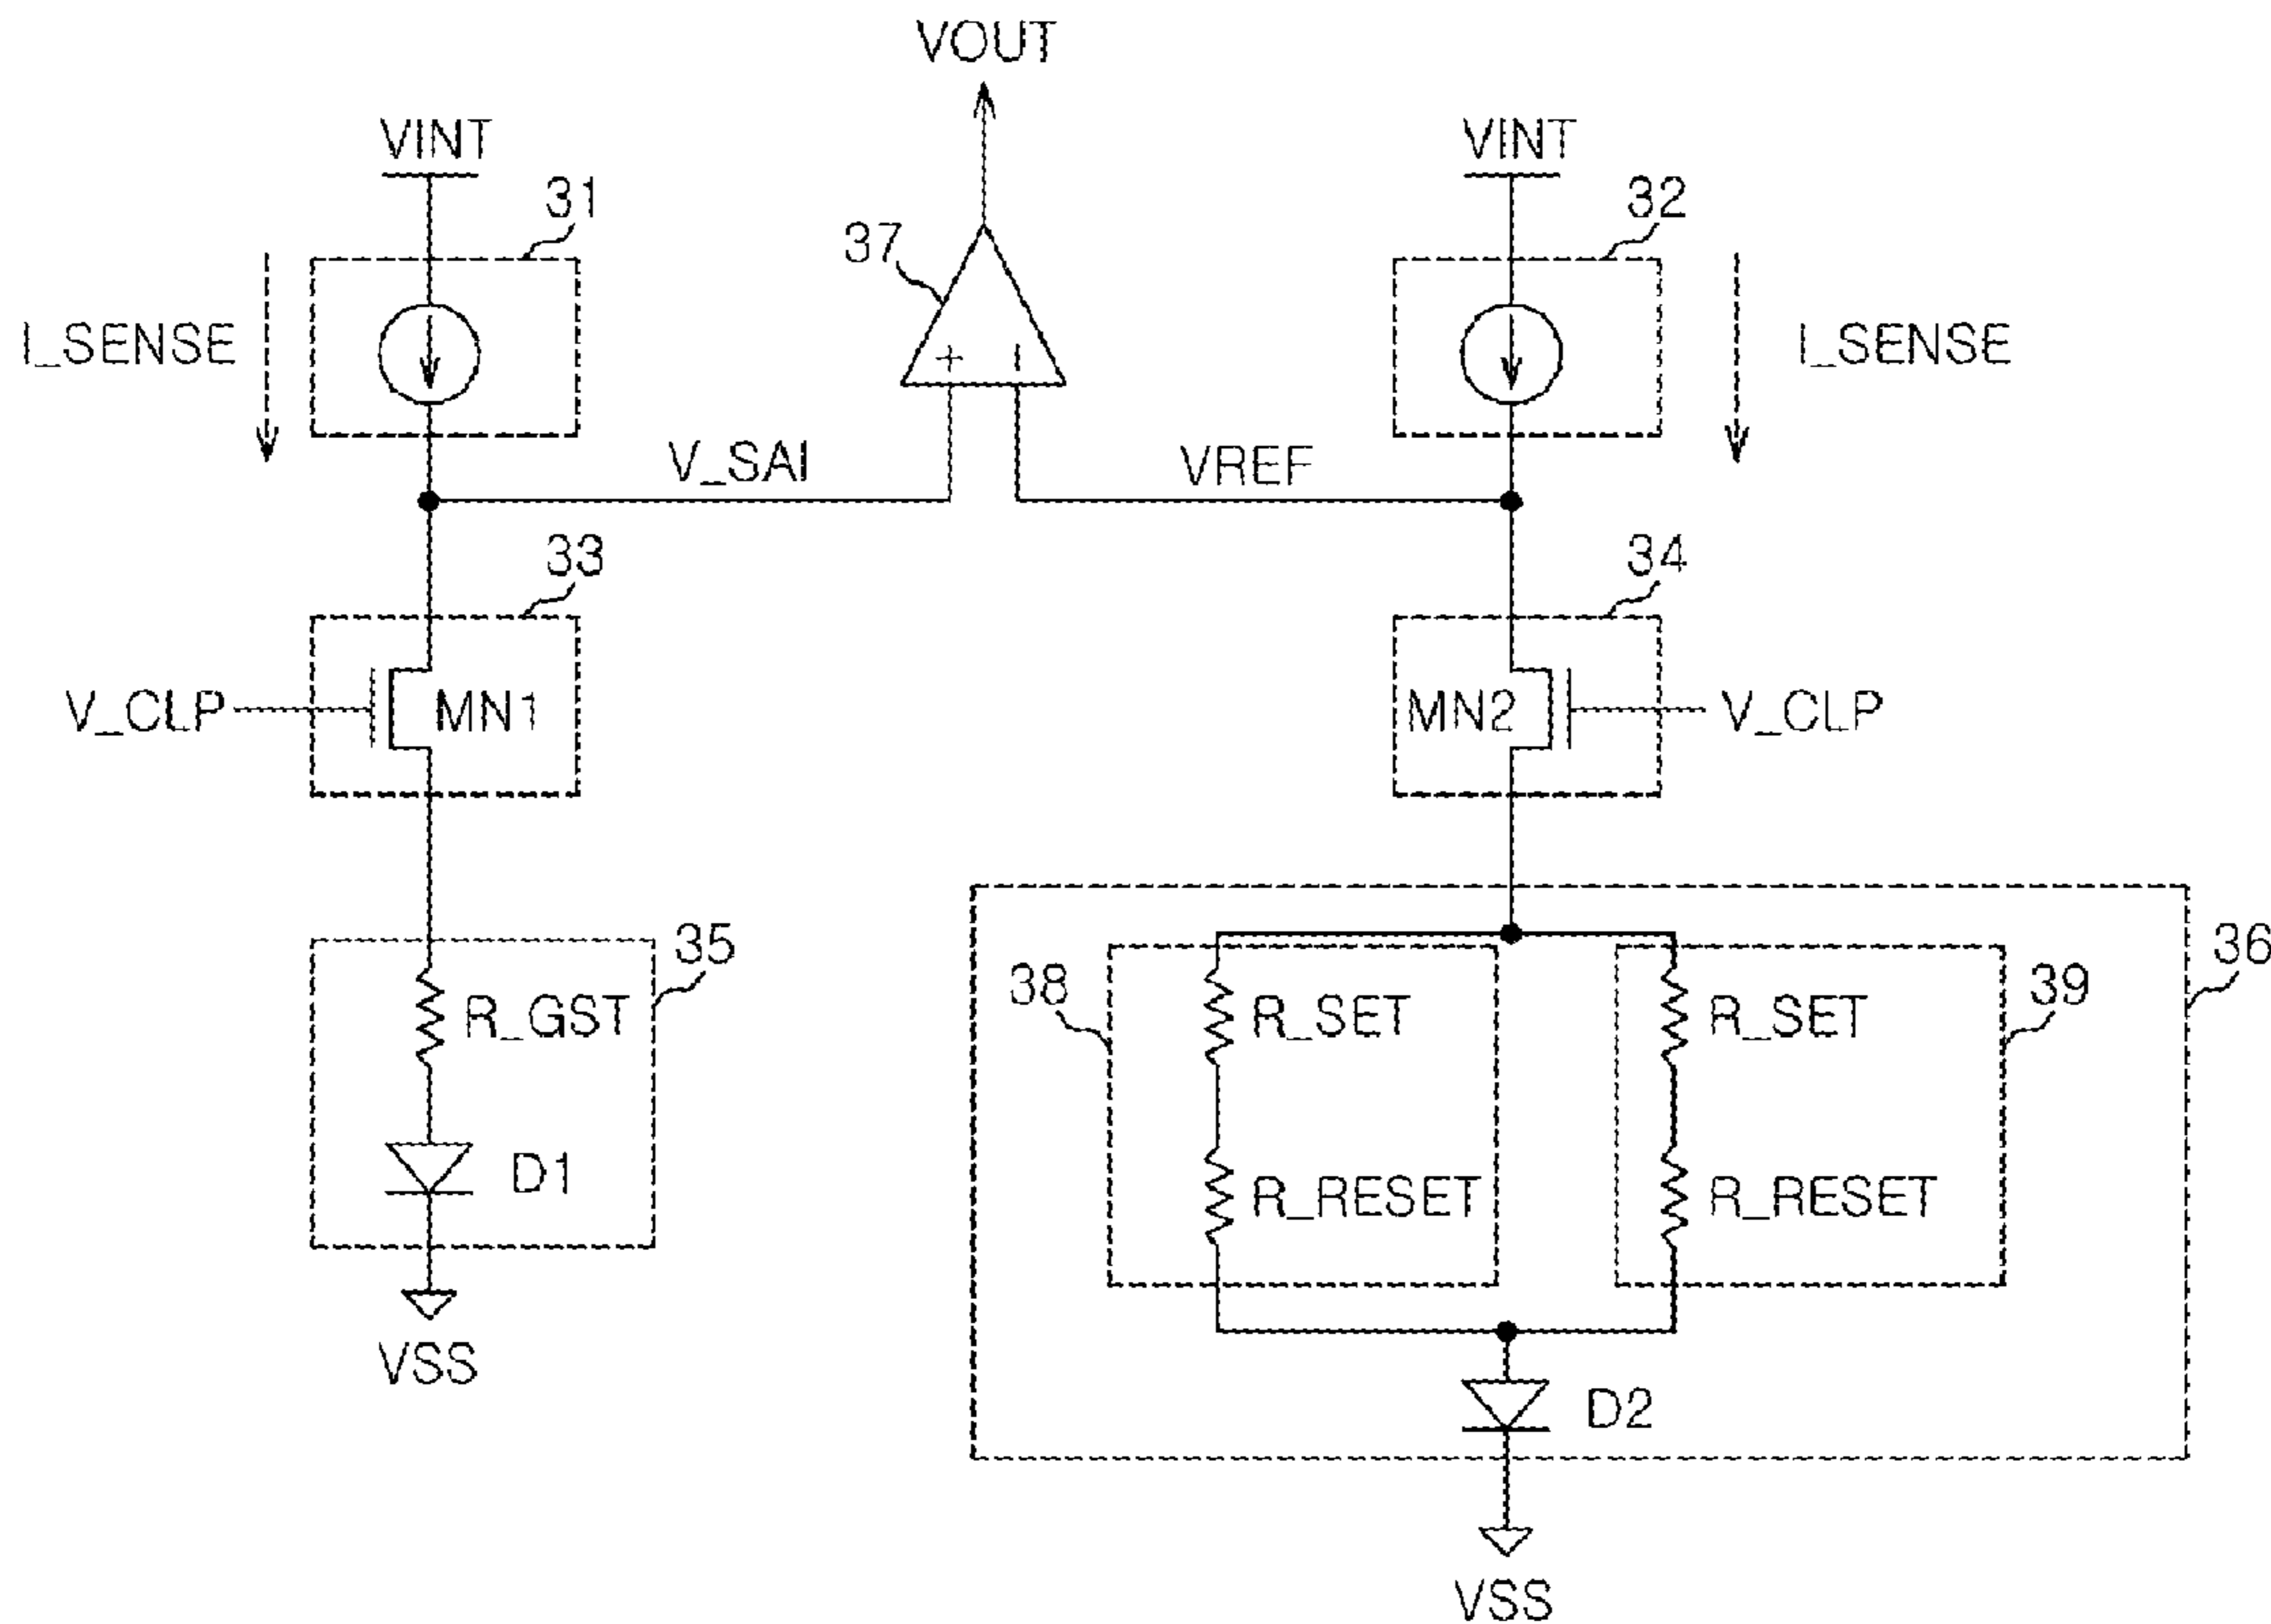 VOUT
VINT
VINT
31
32
37
I_SENSE
I_SENSE
+
−
V_SAI
VREF
33
34
V_CLP
MN1
MN2
V_CLP
35
36
38
39
R_GST
R_SET
R_SET
D1
R_RESET
R_RESET
VSS
D2
VSS